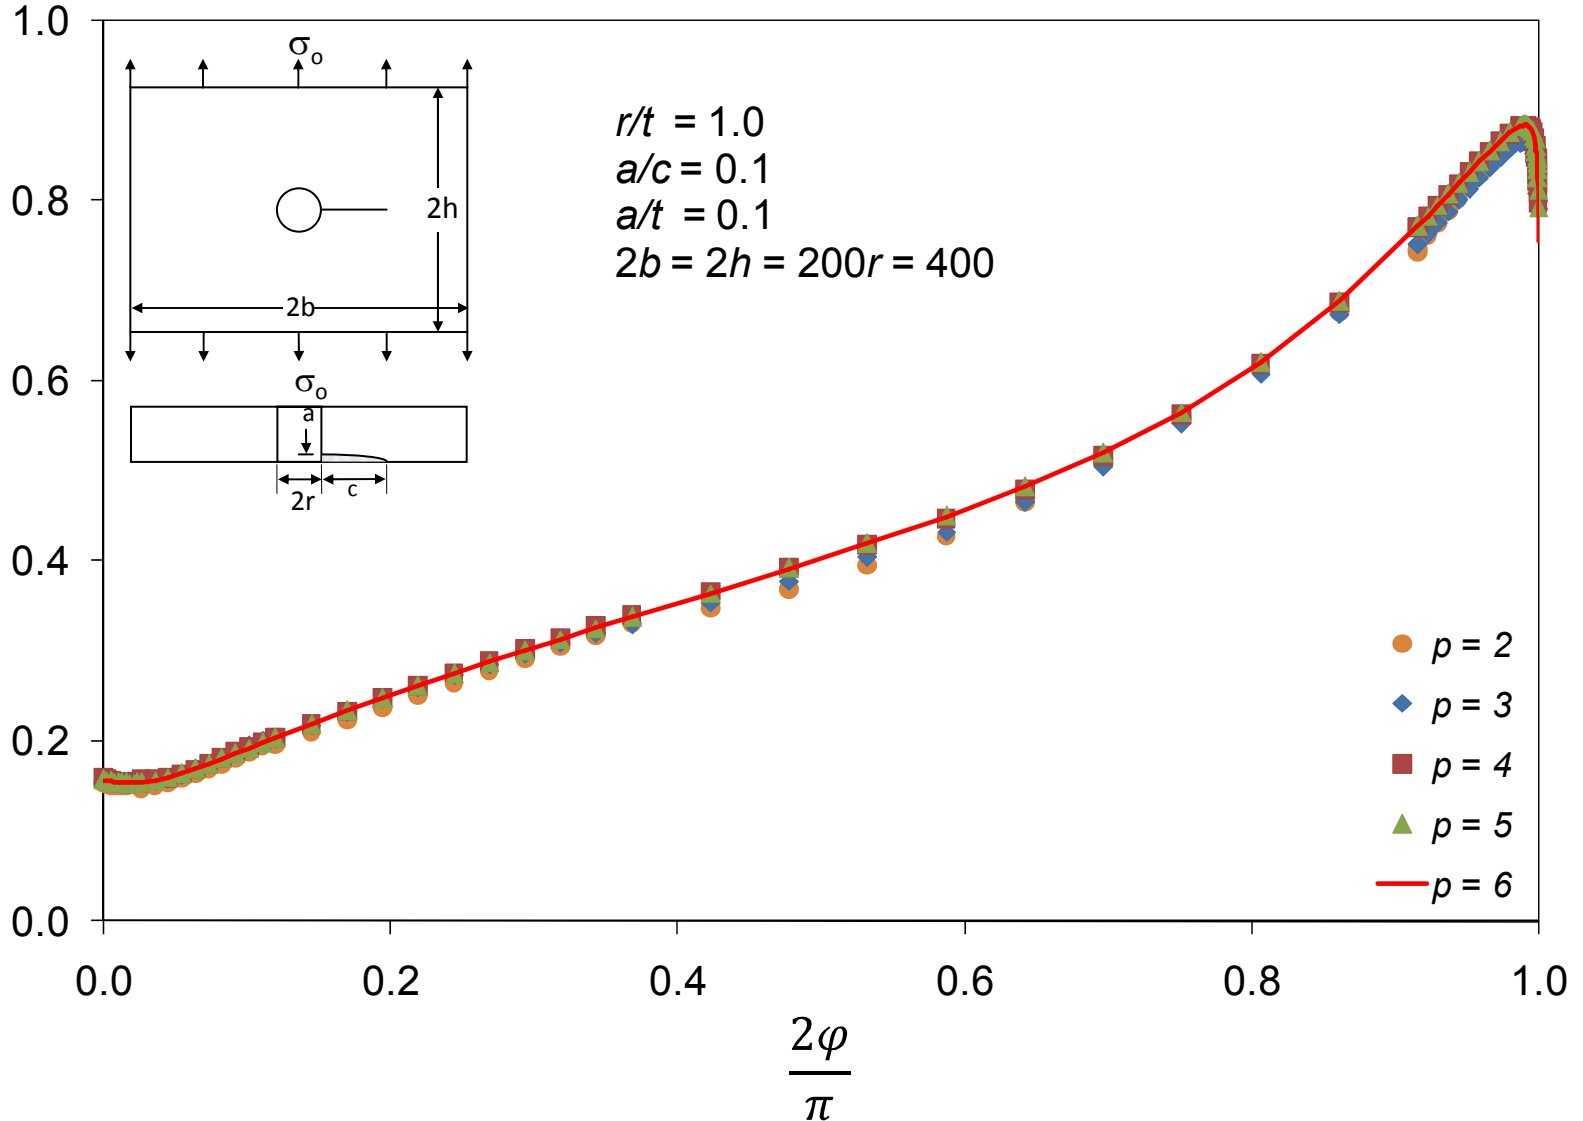 1.0
0.8
0.6
0.4
0.2
0.0
σo
2h
2b
σo
a
2r
c
r/t = 1.0
a/c = 0.1
a/t = 0.1
2b = 2h = 200r = 400
p = 2
p = 3
p = 4
p = 5
p = 6
0.0 0.2 0.4 0.6 0.8 1.0
2φ
π